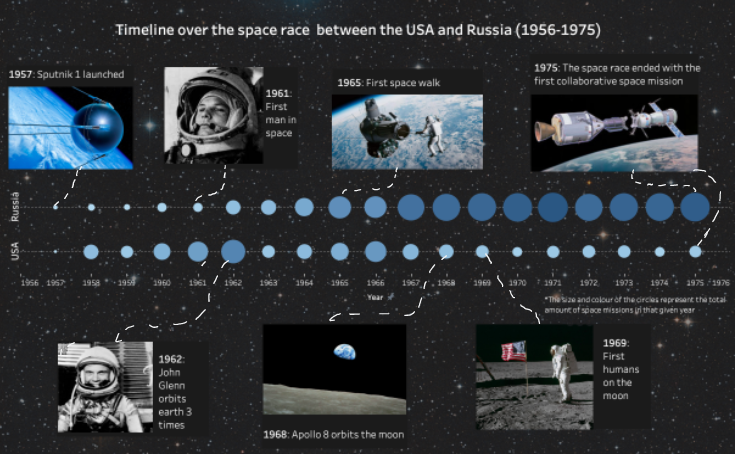 Timeline over the space race between the USA and Russia (1956-1975)
1957: Sputnik 1 launched
1961:
First
man in
space
1965: First space walk
1975: The space race ended with the
first collaborative space mission
Russia
USA
1956 1957 1958 1959 1960 1961 1962 1963 1964 1965 1966 1967 1968 1969 1970 1971 1972 1973 1974 1975 1976
Year
*The size and colour of the circles represent the total
amount of space missions in that given year
1962:
John
Glenn
orbits
earth 3
times
1968: Apollo 8 orbits the moon
1969:
First
humans
on the
moon